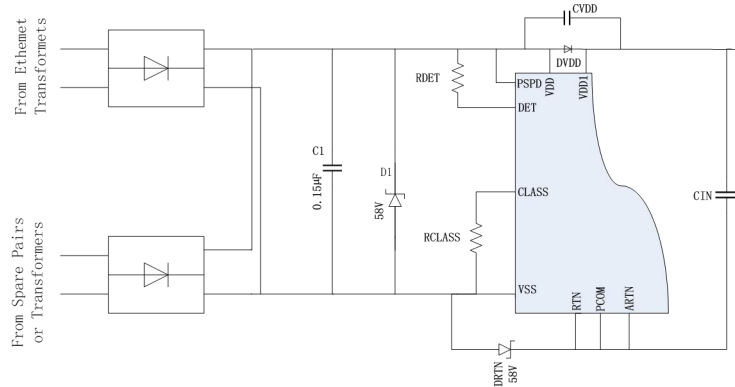 From Ethemet
Transformets
From Spare Pairs
or Transformers
C1
0.15µF
D1
58V
RDET
RCLASS
CVDD
DVDD
PSPD
VDD
VDD1
DET
CLASS
VSS
RTN
PCOM
ARTN
CIN
DRTN
58V